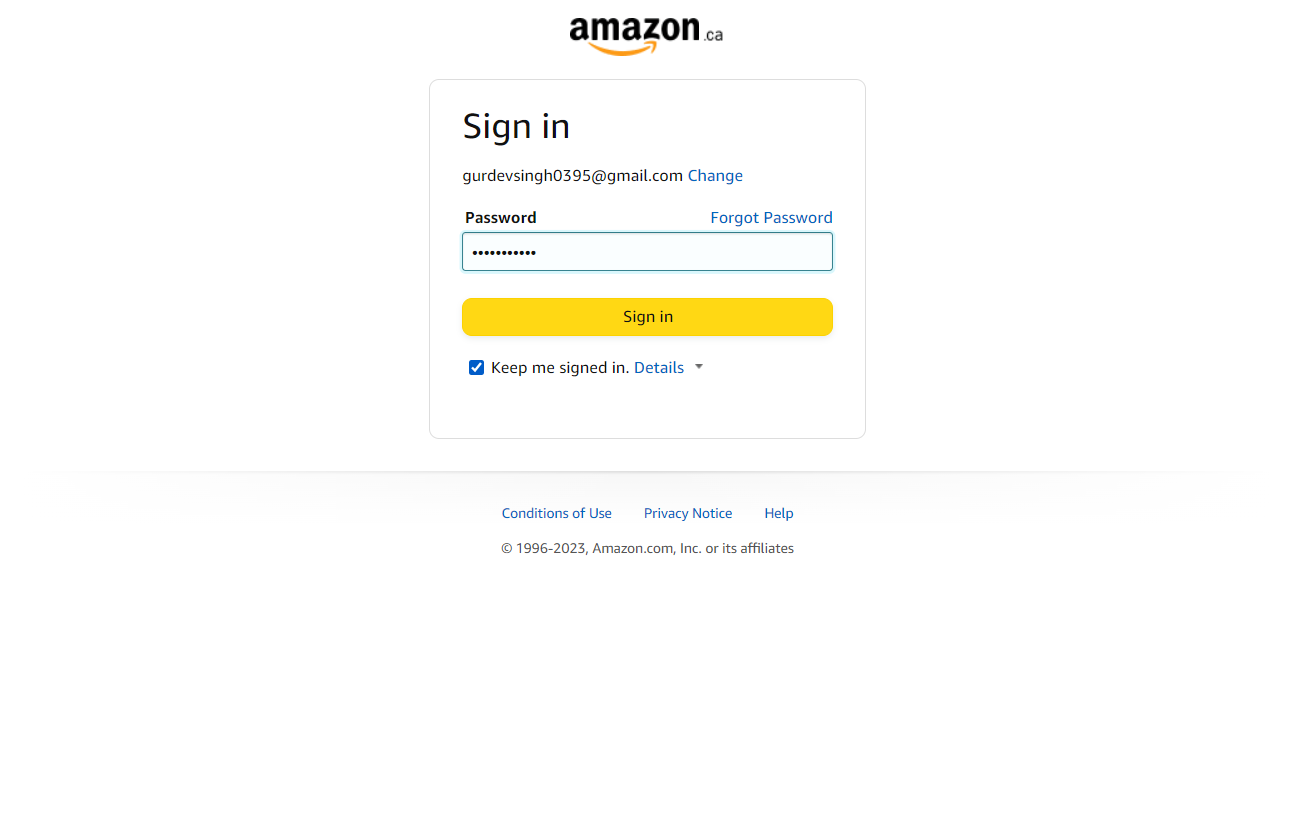 amazon.ca
Sign in
gurdevsingh0395@gmail.com Change
Password Forgot Password
•••••••••••
Sign in
Keep me signed in. Details
Conditions of Use Privacy Notice Help
© 1996-2023, Amazon.com, Inc. or its affiliates